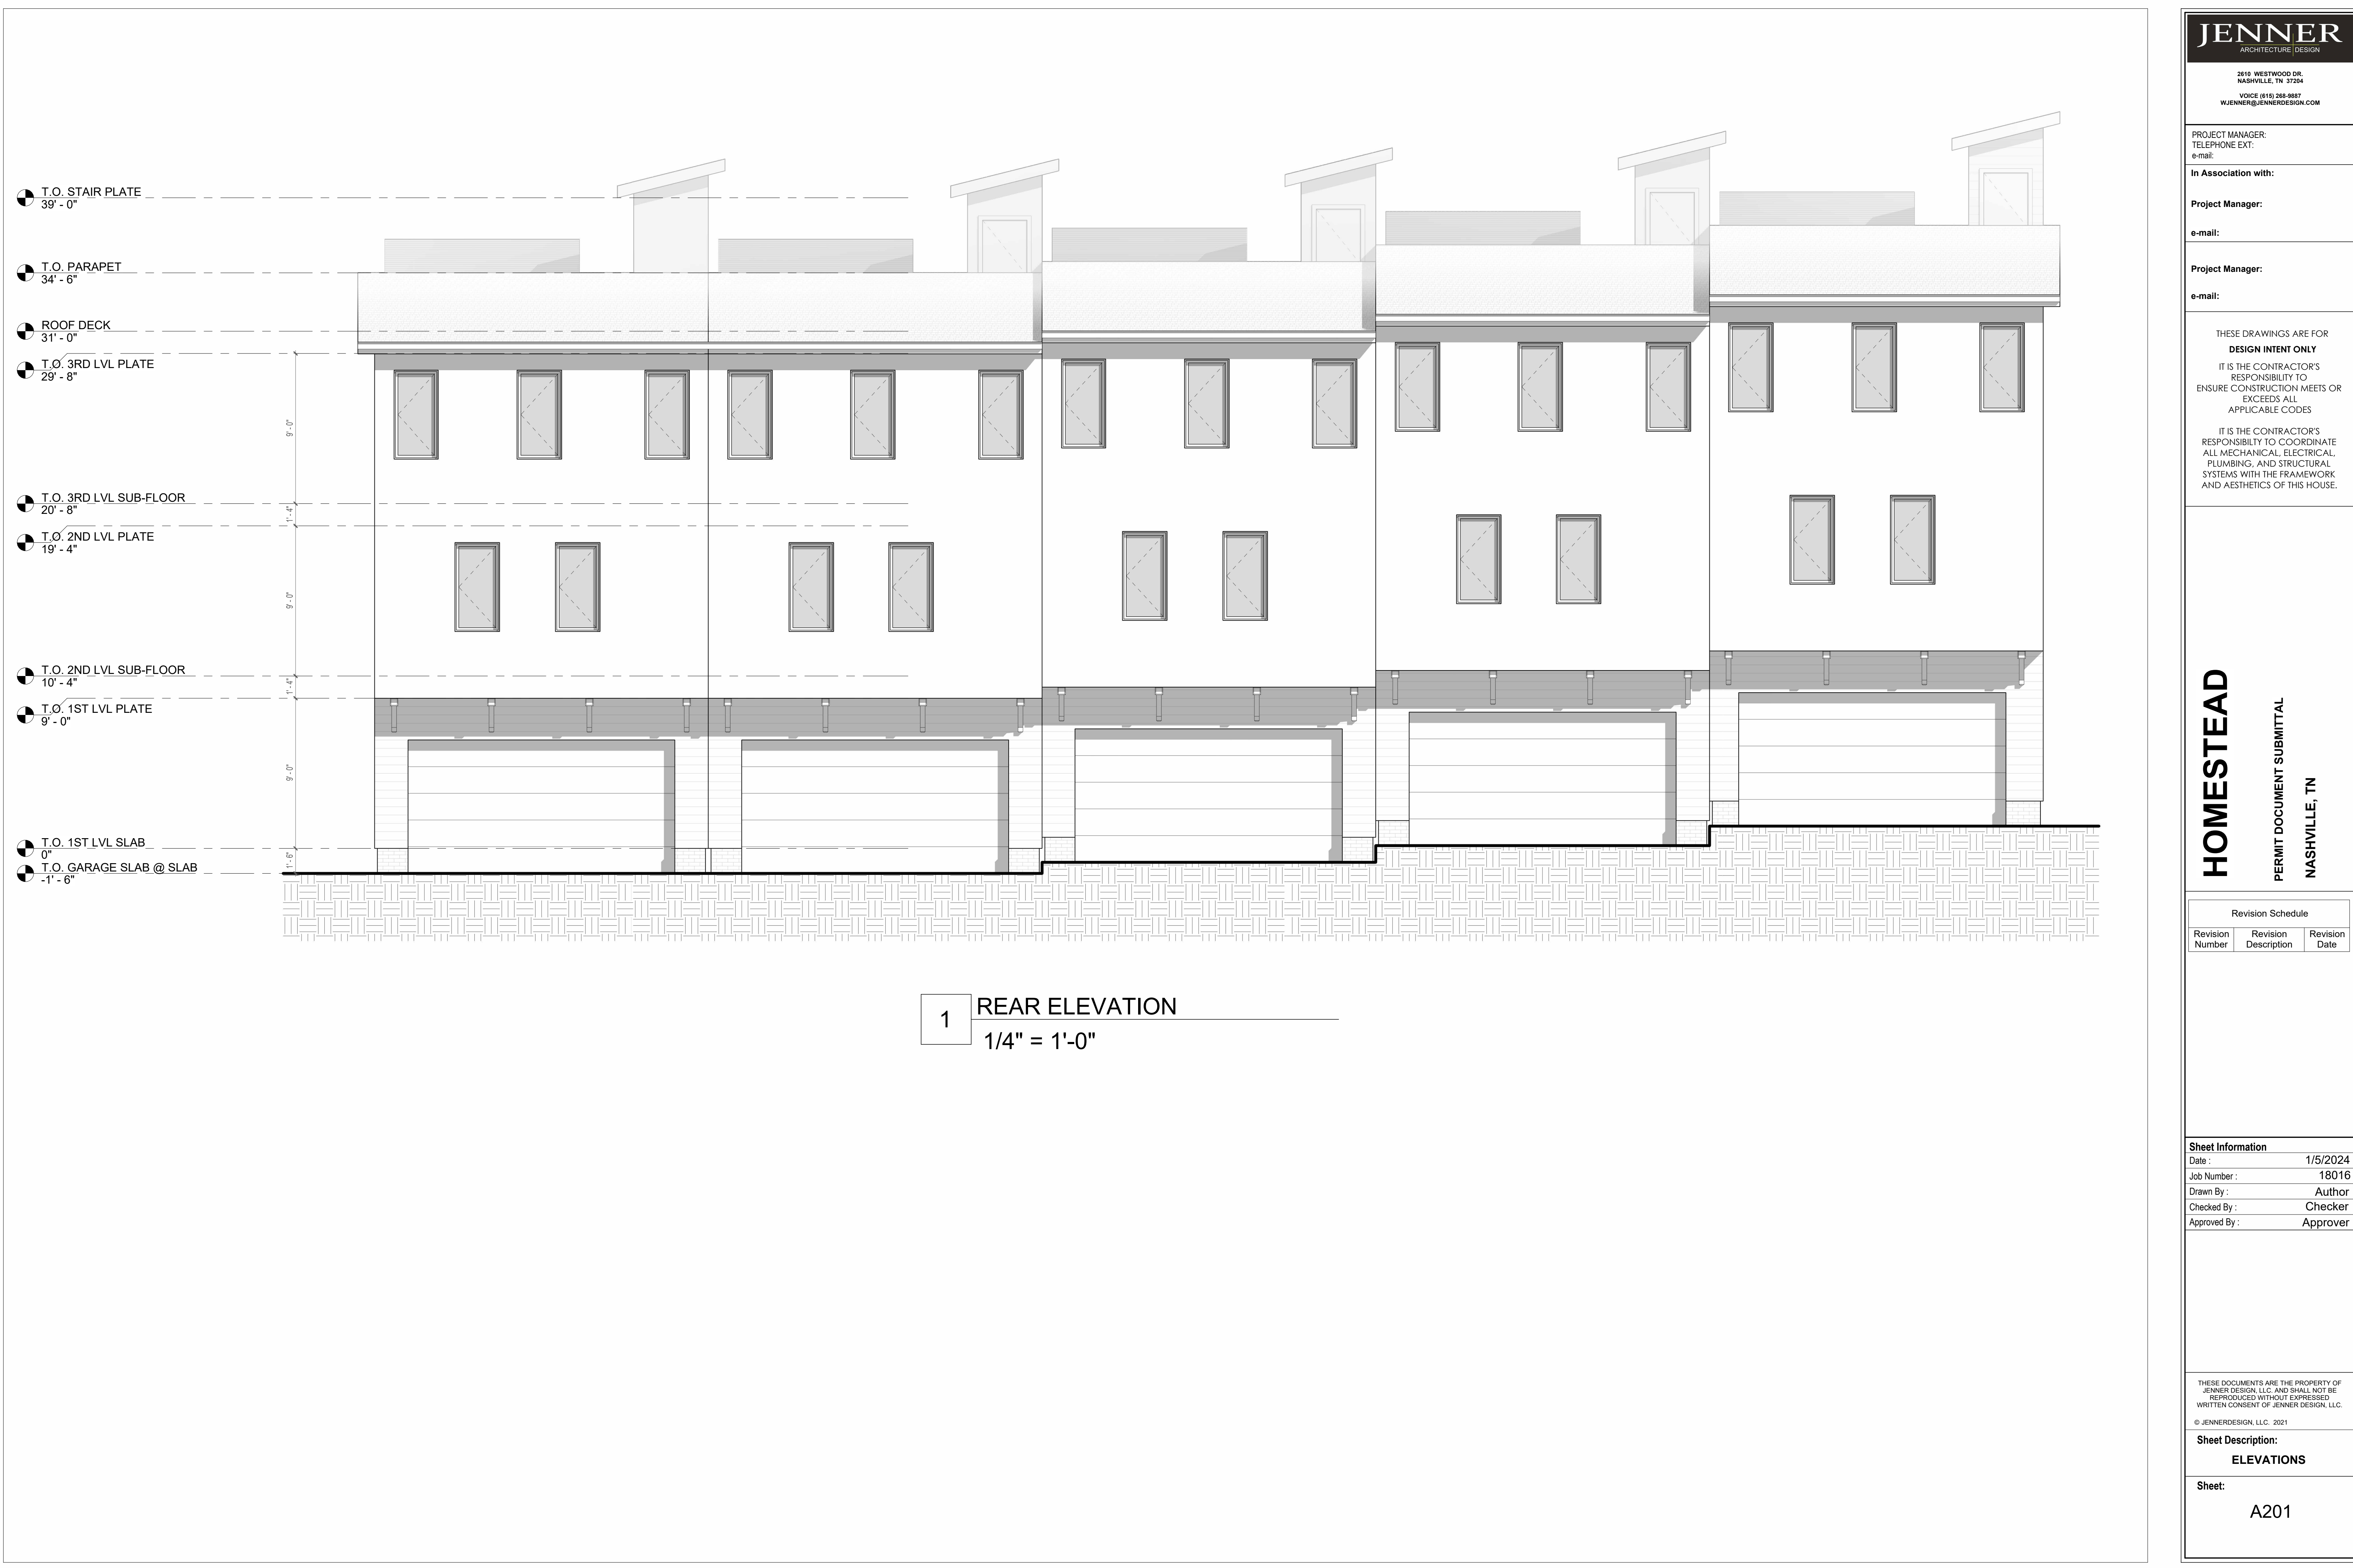 T.O. STAIR PLATE
39' - 0"
T.O. PARAPET
34' - 6"
ROOF DECK
31' - 0"
T.O. 3RD LVL PLATE
29' - 8"
9' - 0"
T.O. 3RD LVL SUB-FLOOR
20' - 8"
1' - 4"
T.O. 2ND LVL PLATE
19' - 4"
9' - 0"
T.O. 2ND LVL SUB-FLOOR
10' - 4"
1' - 4"
T.O. 1ST LVL PLATE
9' - 0"
9' - 0"
T.O. 1ST LVL SLAB
0"
1' - 6"
T.O. GARAGE SLAB @ SLAB
-1' - 6"
1
REAR ELEVATION
1/4" = 1'-0"
JENNER
ARCHITECTURE DESIGN
2610 WESTWOOD DR.
NASHVILLE, TN 37204
VOICE (615) 268-9887
WJENNER@JENNERDESIGN.COM
PROJECT MANAGER:
TELEPHONE EXT:
e-mail:
In Association with:
Project Manager:
e-mail:
Project Manager:
e-mail:
THESE DRAWINGS ARE FOR
DESIGN INTENT ONLY
IT IS THE CONTRACTOR'S
RESPONSIBILITY TO
ENSURE CONSTRUCTION MEETS OR
EXCEEDS ALL
APPLICABLE CODES
IT IS THE CONTRACTOR'S
RESPONSIBILTY TO COORDINATE
ALL MECHANICAL, ELECTRICAL,
PLUMBING, AND STRUCTURAL
SYSTEMS WITH THE FRAMEWORK
AND AESTHETICS OF THIS HOUSE.
HOMESTEAD
PERMIT DOCUMENT SUBMITTAL
NASHVILLE, TN
Revision Schedule
Revision Number
Revision Description
Revision Date
Sheet Information
Date : 1/5/2024
Job Number : 18016
Drawn By : Author
Checked By : Checker
Approved By : Approver
THESE DOCUMENTS ARE THE PROPERTY OF
JENNER DESIGN, LLC. AND SHALL NOT BE
REPRODUCED WITHOUT EXPRESSED
WRITTEN CONSENT OF JENNER DESIGN, LLC.
© JENNERDESIGN, LLC. 2021
Sheet Description:
ELEVATIONS
Sheet:
A201